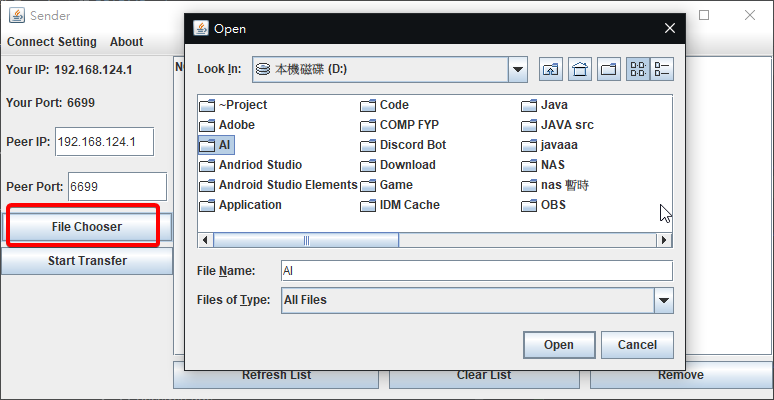 Sender
Connect Setting About
Your IP: 192.168.124.1
Your Port: 6699
Peer IP: 192.168.124.1
Peer Port: 6699
File Chooser
Start Transfer
Open
Look In: 本機磁碟 (D:)
~Project Code Java
Adobe COMP FYP JAVA src
AI Discord Bot javaaa
Andriod Studio Download NAS
Android Studio Elements Game nas 暫時
Application IDM Cache OBS
File Name: AI
Files of Type: All Files
Open Cancel
Refresh List Clear List Remove